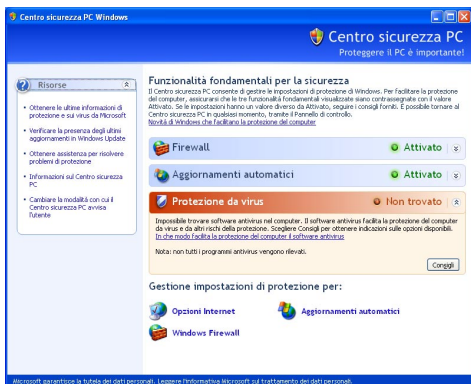 Centro sicurezza PC Windows
Centro sicurezza PC
Proteggere il PC è importante!
Risorse
Ottenere le ultime informazioni di
protezione e sui virus da Microsoft
Verificare la presenza degli ultimi
aggiornamenti in Windows Update
Ottenere assistenza per risolvere
problemi di protezione
Informazioni sul Centro sicurezza
PC
Cambiare la modalità con cui il
Centro sicurezza PC avvisa
l'utente
Funzionalità fondamentali per la sicurezza
Il Centro sicurezza PC consente di gestire le impostazioni di protezione di Windows. Per facilitare la protezione
del computer, assicurarsi che le tre funzionalità fondamentali visualizzate siano contrassegnate con il valore
Attivato. Se le impostazioni hanno un valore diverso da Attivato, seguire i consigli forniti. È possibile tornare al
Centro sicurezza PC in qualsiasi momento, tramite il Pannello di controllo.
Novità di Windows che facilitano la protezione del computer
Firewall
Attivato
Aggiornamenti automatici
Attivato
Protezione da virus
Non trovato
Impossibile trovare software antivirus nel computer. Il software antivirus facilita la protezione del computer
da virus e da altri rischi della protezione. Scegliere Consigli per ottenere indicazioni sulle opzioni disponibili.
In che modo facilita la protezione del computer il software antivirus
Nota: non tutti i programmi antivirus vengono rilevati.
Consigli
Gestione impostazioni di protezione per:
Opzioni Internet
Aggiornamenti automatici
Windows Firewall
Microsoft garantisce la tutela dei dati personali. Leggere l'informativa Microsoft sul trattamento dei dati personali.